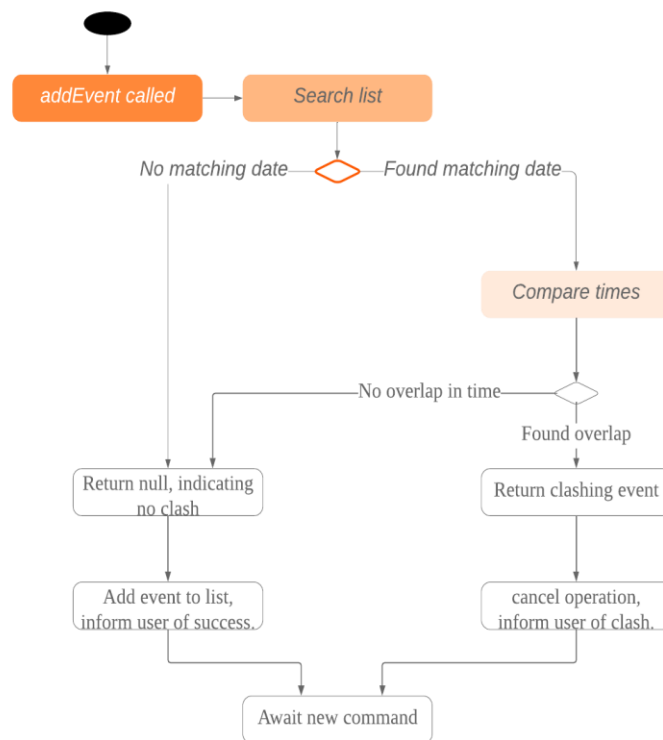 addEvent called
Search list
No matching date
Found matching date
Compare times
No overlap in time
Found overlap
Return null, indicating
no clash
Return clashing event
Add event to list,
inform user of success.
cancel operation,
inform user of clash.
Await new command